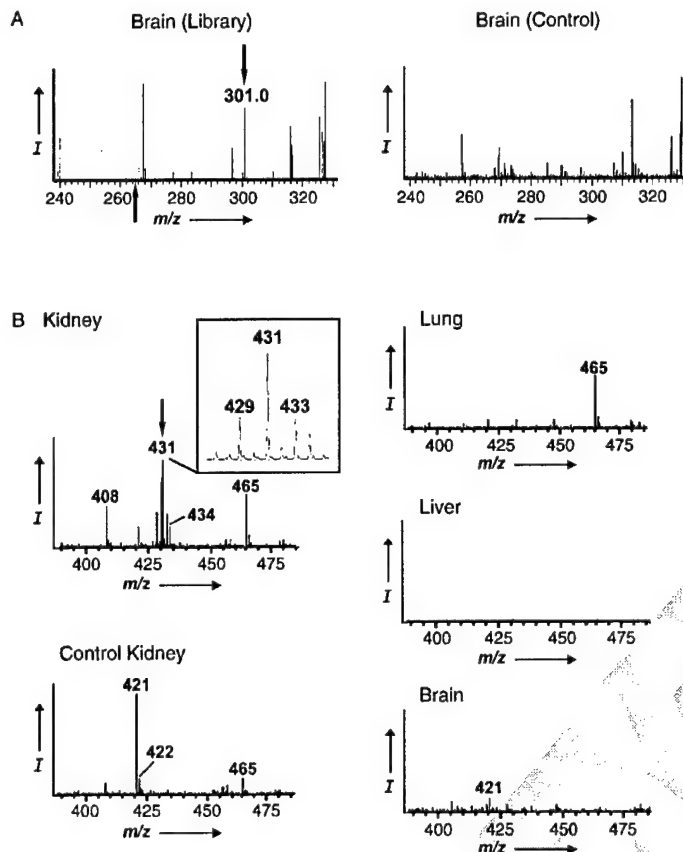 A
Brain (Library)
Brain (Control)
301.0
I
240 260 280 300 320
m/z
I
240 260 280 300 320
m/z
B Kidney
431
429 433
431
408
434
465
I
400 425 450 475
m/z
Lung
465
I
400 425 450 475
m/z
Liver
I
400 425 450 475
m/z
Control Kidney
421
422
465
I
400 425 450 475
m/z
Brain
421
I
400 425 450 475
m/z